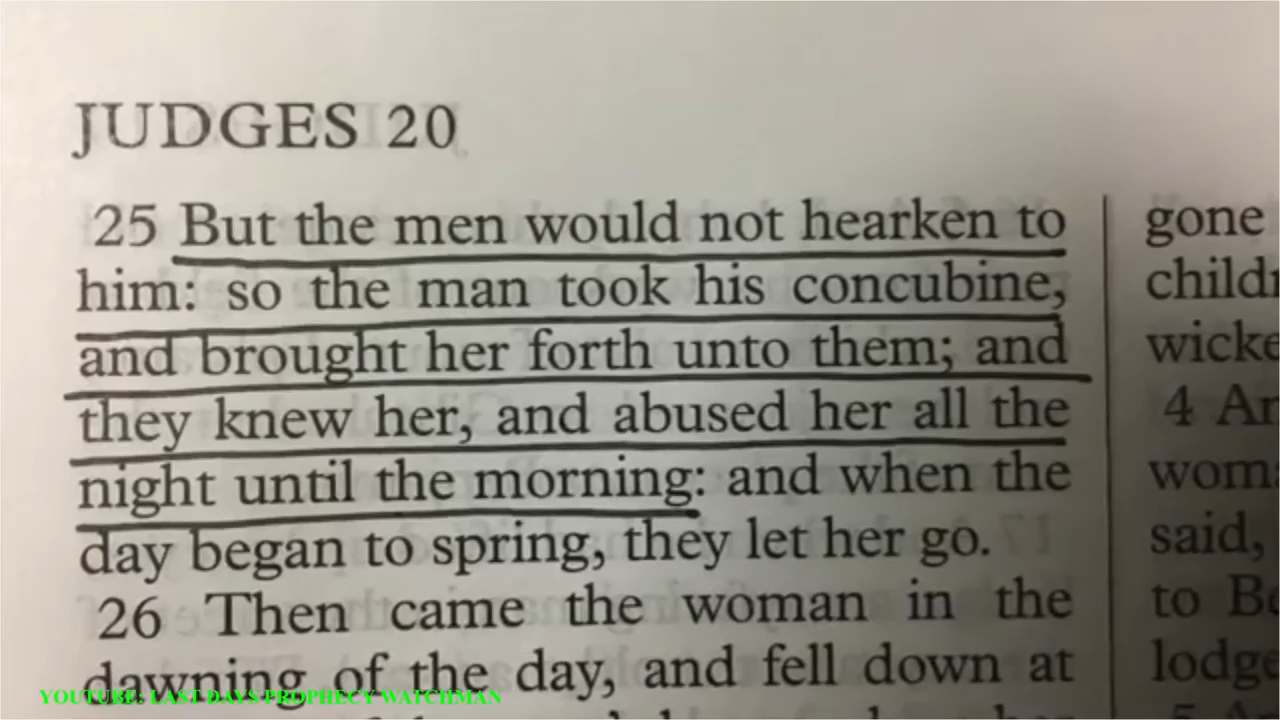 JUDGES 20
25 But the men would not hearken to
him: so the man took his concubine,
and brought her forth unto them; and
they knew her, and abused her all the
night until the morning: and when the
day began to spring, they let her go.
26 Then came the woman in the
dawning of the day, and fell down at
gone
wicke
4
said,
to
lodge
YOUTUBE: LAST DAYS PROPHECY WATCHMAN